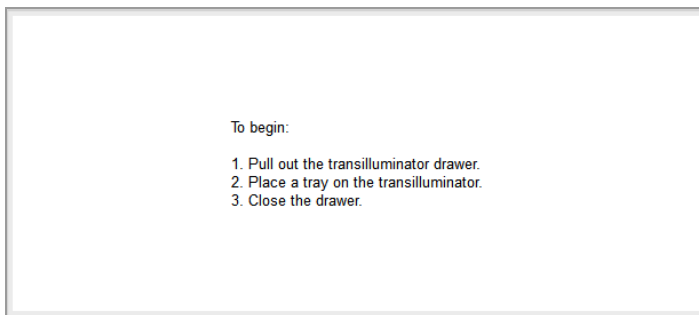 To begin:
1. Pull out the transilluminator drawer.
2. Place a tray on the transilluminator.
3. Close the drawer.